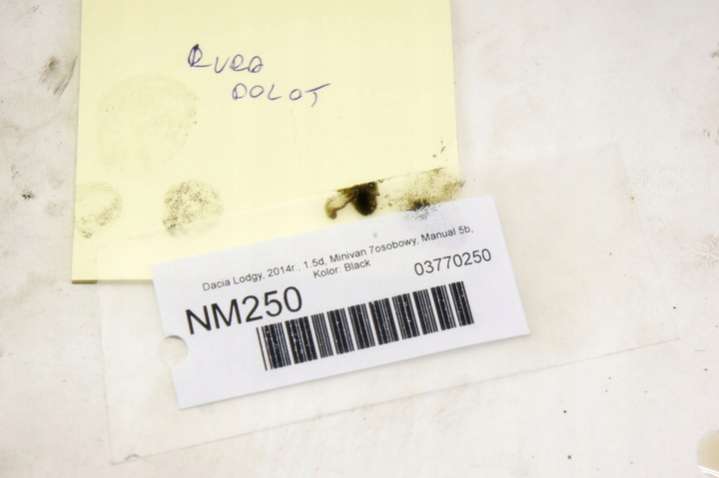 RURA
DOLOT
Dacia Lodgy, 2014r., 1.5d, Minivan 7osobowy, Manual 5b,
Kolor: Black
03770250
NM250